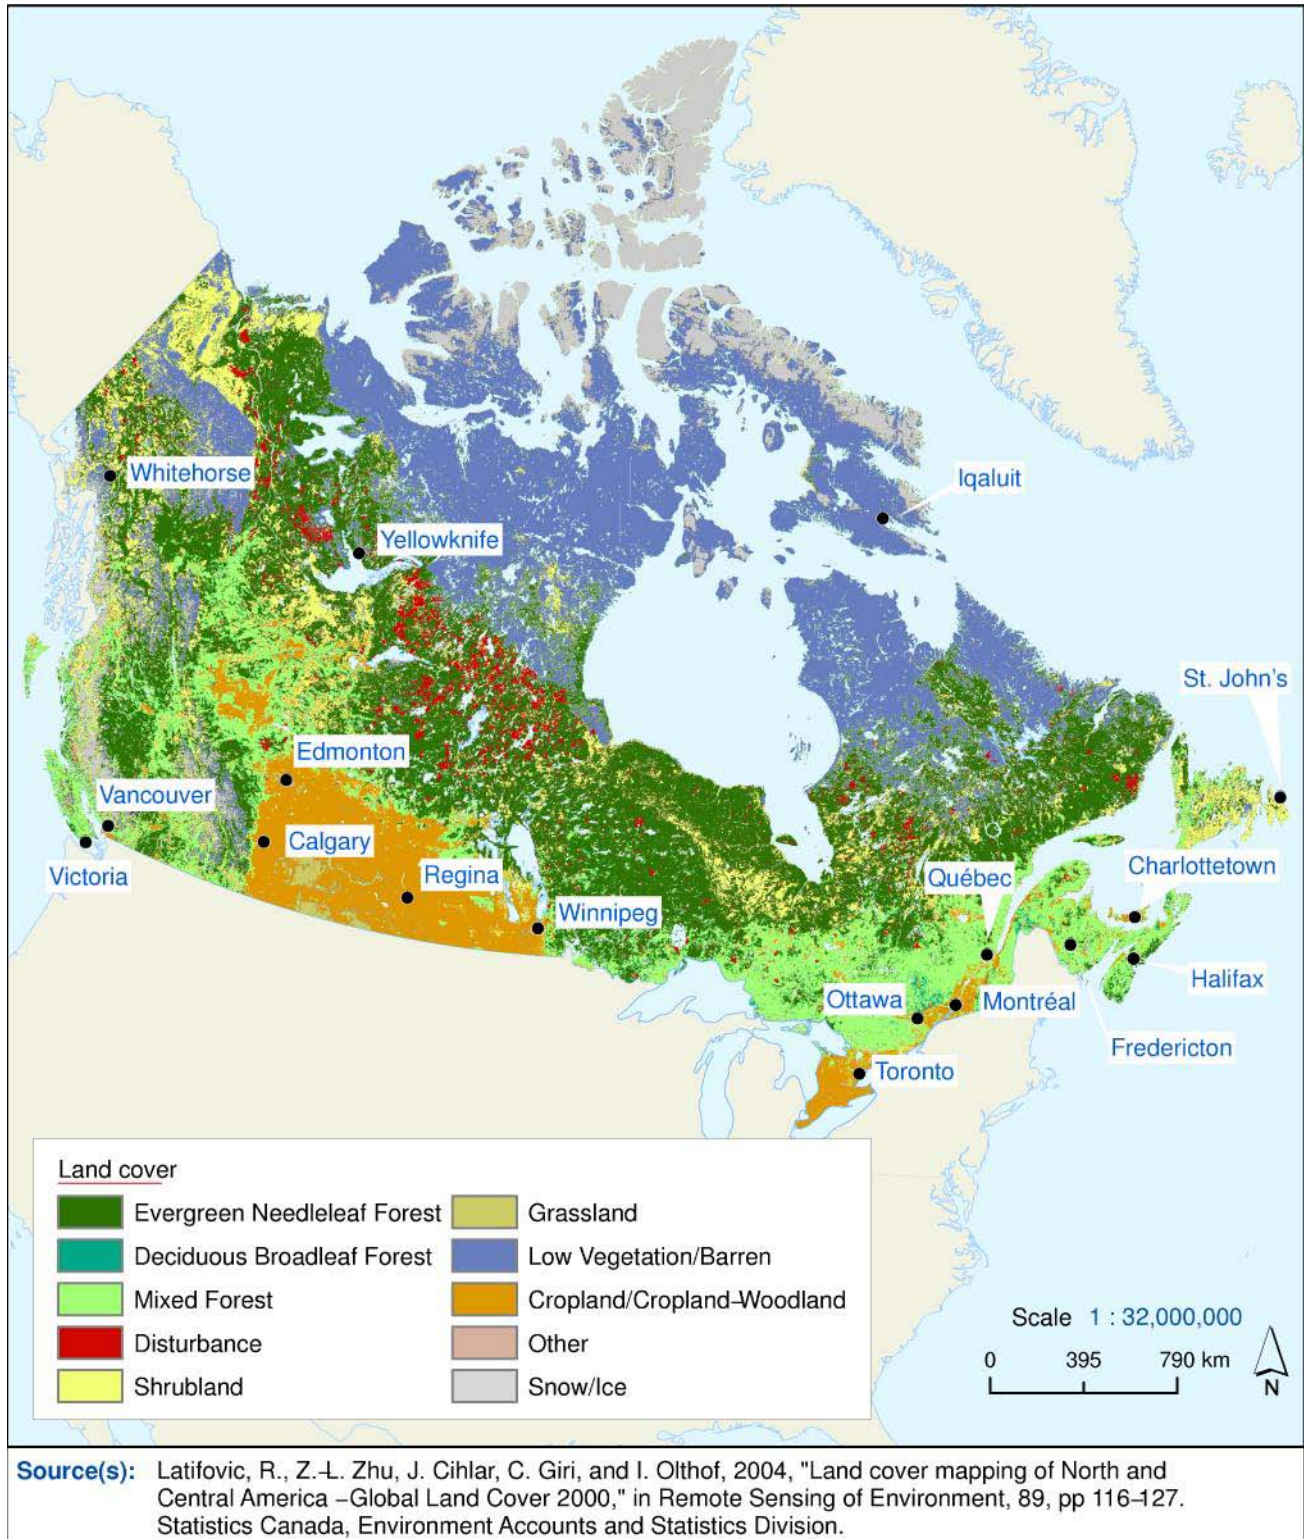 Whitehorse
Iqaluit
Yellowknife
St. John's
Edmonton
Vancouver
Calgary
Regina
Québec
Charlottetown
Victoria
Winnipeg
Halifax
Ottawa
Montréal
Fredericton
Toronto
Land cover
Evergreen Needleleaf Forest
Grassland
Deciduous Broadleaf Forest
Low Vegetation/Barren
Mixed Forest
Cropland/Cropland–Woodland
Disturbance
Other
Shrubland
Snow/Ice
Scale 1 : 32,000,000
0 395 790 km
N
Source(s): Latifovic, R., Z.–L. Zhu, J. Cihlar, C. Giri, and I. Olthof, 2004, "Land cover mapping of North and
Central America –Global Land Cover 2000," in Remote Sensing of Environment, 89, pp 116–127.
Statistics Canada, Environment Accounts and Statistics Division.